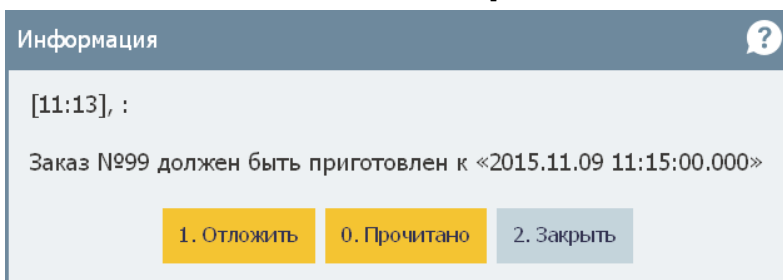 Информация ?
[11:13], :
Заказ №99 должен быть приготовлен к «2015.11.09 11:15:00.000»
1. Отложить 0. Прочитано 2. Закрыть